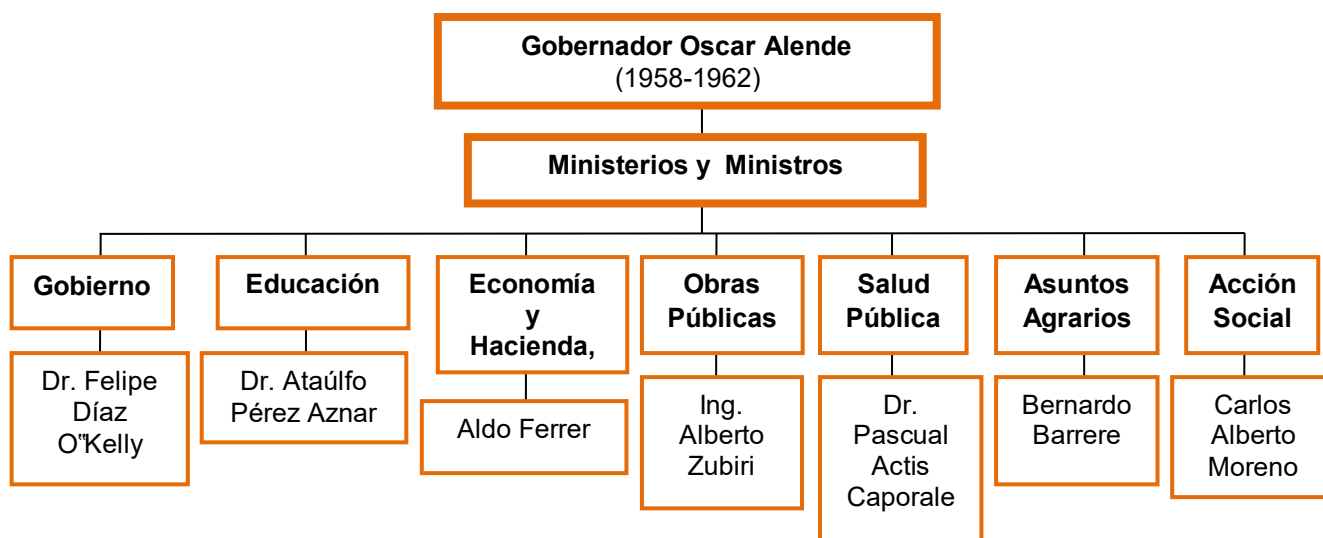 Gobernador Oscar Alende
(1958-1962)
Ministerios y Ministros
Gobierno
Educación
Economía
y
Hacienda,
Obras
Públicas
Salud
Pública
Asuntos
Agrarios
Acción
Social
Dr. Felipe
Díaz
O‟Kelly
Dr. Ataúlfo
Pérez Aznar
Aldo Ferrer
Ing.
Alberto
Zubiri
Dr.
Pascual
Actis
Caporale
Bernardo
Barrere
Carlos
Alberto
Moreno